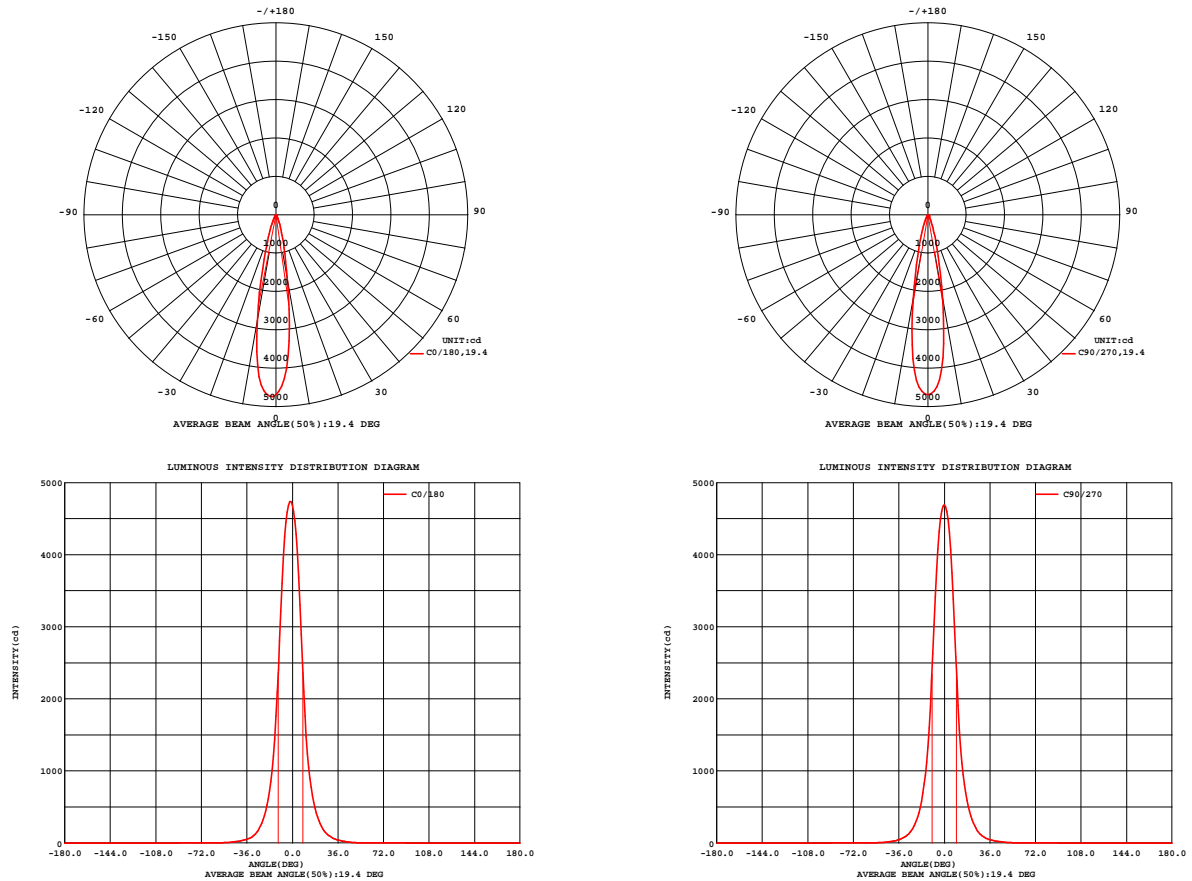 -/+180
-150
150
-120
120
-90
90
0
1000
2000
3000
4000
5000
-60
60
-30
30
0
UNIT:cd
C0/180,19.4
AVERAGE BEAM ANGLE(50%):19.4 DEG
-/+180
-150
150
-120
120
-90
90
0
1000
2000
3000
4000
5000
-60
60
-30
30
0
UNIT:cd
C90/270,19.4
AVERAGE BEAM ANGLE(50%):19.4 DEG
LUMINOUS INTENSITY DISTRIBUTION DIAGRAM
C0/180
5000
4000
3000
2000
1000
0
INTENSITY(cd)
-180.0 -144.0 -108.0 -72.0 -36.0 0.0 36.0 72.0 108.0 144.0 180.0
ANGLE(DEG)
AVERAGE BEAM ANGLE(50%):19.4 DEG
LUMINOUS INTENSITY DISTRIBUTION DIAGRAM
C90/270
5000
4000
3000
2000
1000
0
INTENSITY(cd)
-180.0 -144.0 -108.0 -72.0 -36.0 0.0 36.0 72.0 108.0 144.0 180.0
ANGLE(DEG)
AVERAGE BEAM ANGLE(50%):19.4 DEG